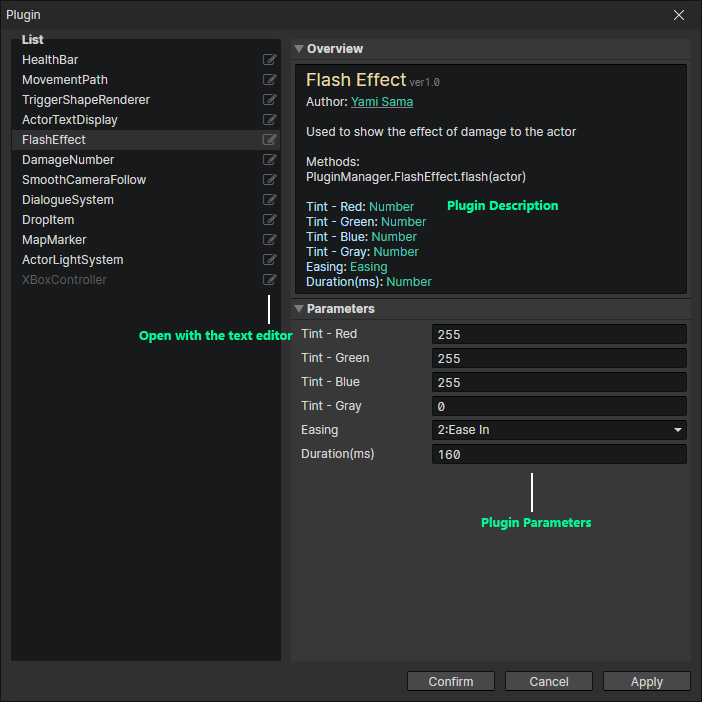 Plugin
List
HealthBar
MovementPath
TriggerShapeRenderer
ActorTextDisplay
FlashEffect
DamageNumber
SmoothCameraFollow
DialogueSystem
DropItem
MapMarker
ActorLightSystem
XBoxController
Open with the text editor
Overview
Flash Effect ver1.0
Author: Yami Sama
Used to show the effect of damage to the actor
Methods:
PluginManager.FlashEffect.flash(actor)
Tint - Red: Number
Plugin Description
Tint - Green: Number
Tint - Blue: Number
Tint - Gray: Number
Easing: Easing
Duration(ms): Number
Parameters
Tint - Red 255
Tint - Green 255
Tint - Blue 255
Tint - Gray 0
Easing 2:Ease In
Duration(ms) 160
Plugin Parameters
Confirm Cancel Apply